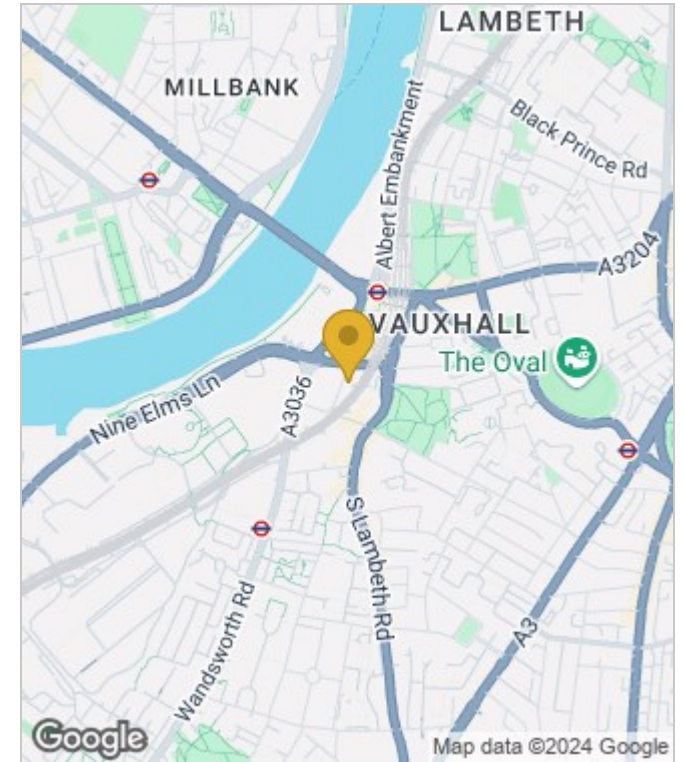 LAMBETH
MILLBANK
Black Prince Rd
Albert Embankment
A3204
VAUXHALL
The Oval
A3036
Nine Elms Ln
S Lambeth Rd
Wandsworth Rd
A3
Google
Map data ©2024 Google